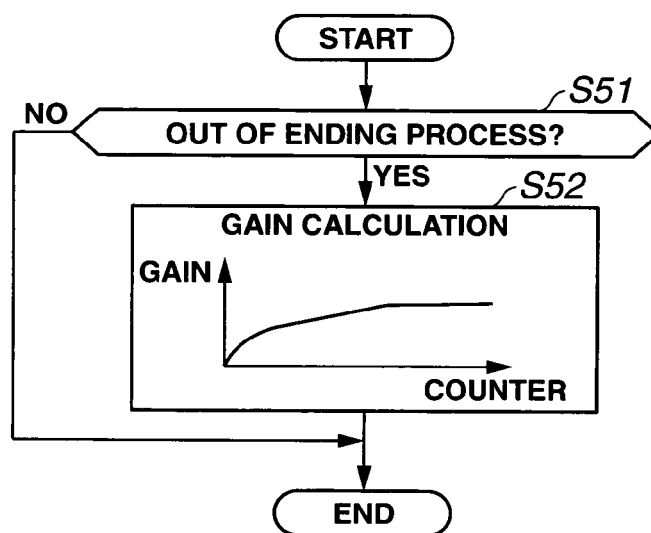 START
S51
NO
OUT OF ENDING PROCESS?
YES
S52
GAIN CALCULATION
GAIN
COUNTER
END